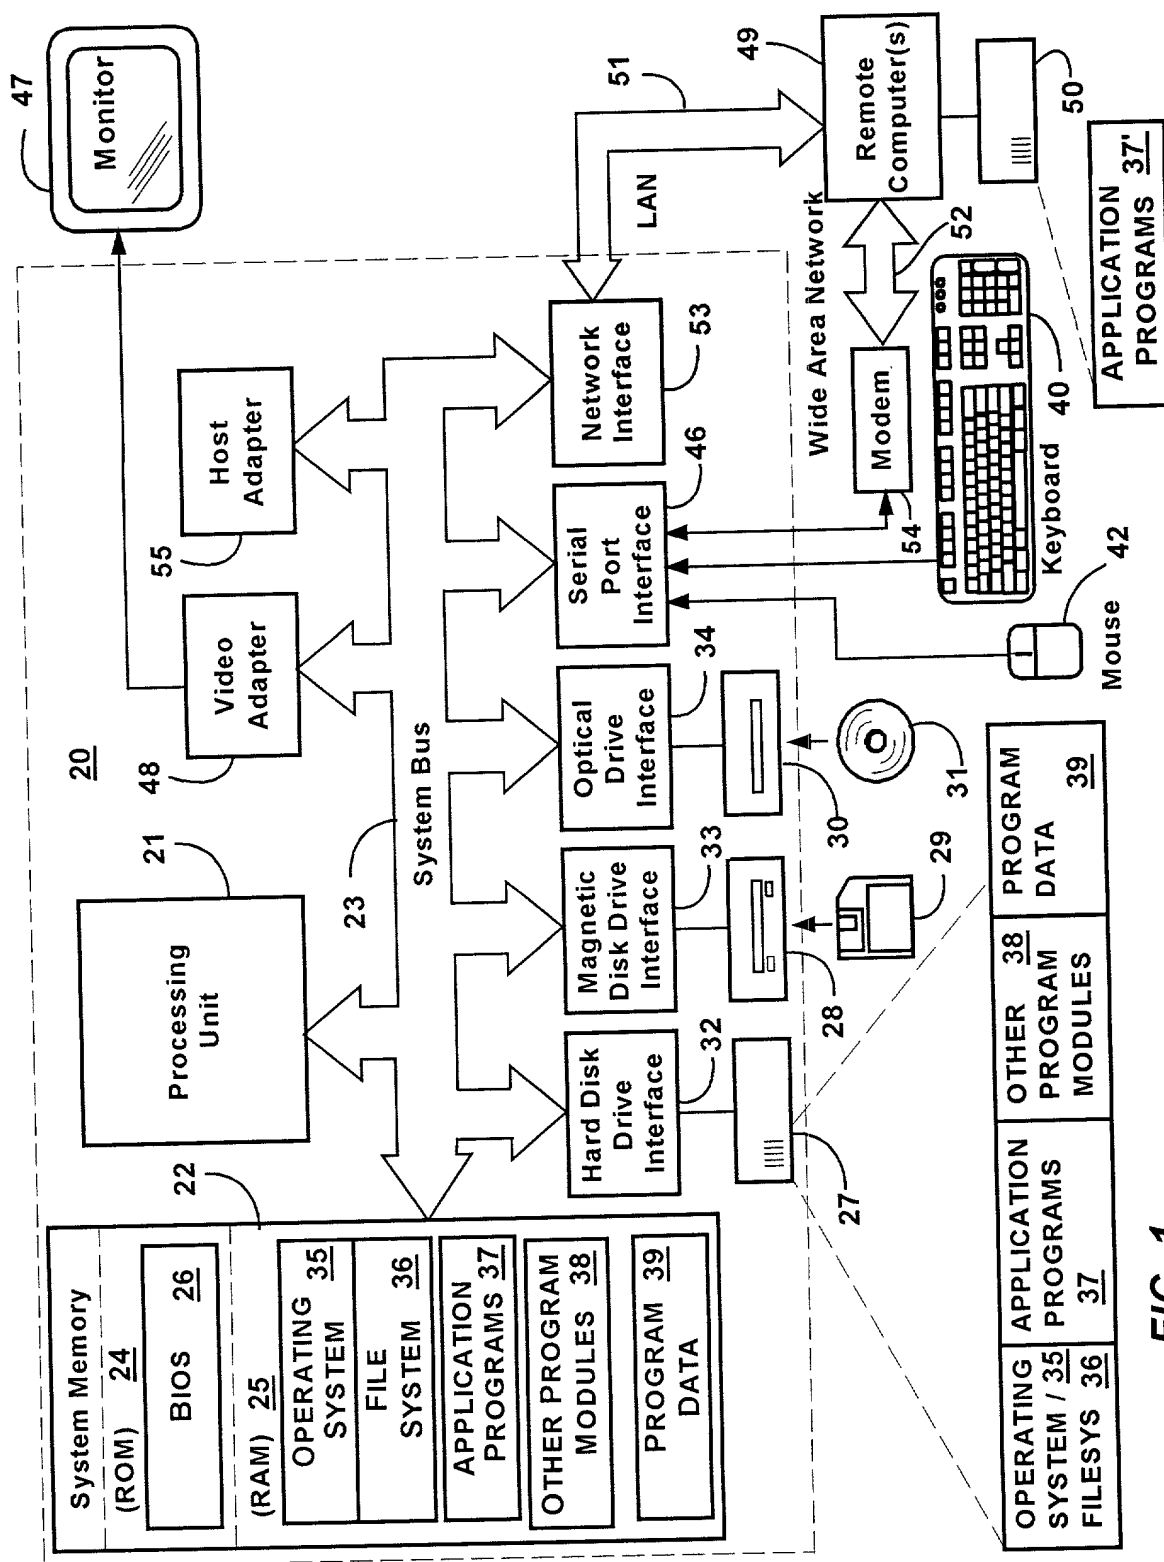 System Memory
(ROM) 24
BIOS 26
(RAM) 25
OPERATING
SYSTEM 35
FILE
SYSTEM 36
APPLICATION
PROGRAMS 37
OTHER PROGRAM
MODULES 38
PROGRAM
DATA 39
22
Processing
Unit
21
20
23
System Bus
Video
Adapter
48
Host
Adapter
55
Monitor
47
Hard Disk
Drive
Interface
32
Magnetic
Disk Drive
Interface
33
Optical
Drive
Interface
34
Serial
Port
Interface
46
Network
Interface
53
LAN
51
27
28
29
30
31
Wide Area Network
Modem
54
52
Remote
Computer(s)
49
50
Keyboard
40
Mouse
42
APPLICATION
PROGRAMS 37'
OPERATING
SYSTEM / 35
FILESYS 36
APPLICATION
PROGRAMS
37
OTHER 38
PROGRAM
MODULES
PROGRAM
DATA 39